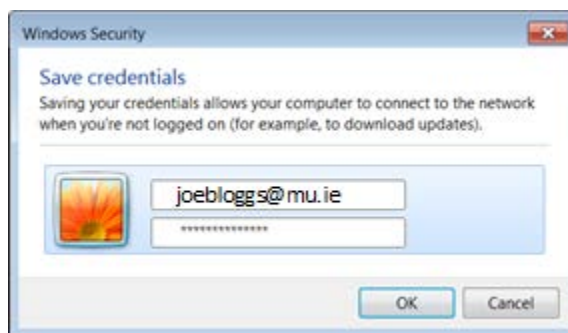 Windows Security
Save credentials
Saving your credentials allows your computer to connect to the network
when you're not logged on (for example, to download updates).
joebloggs@mu.ie
**************
OK
Cancel